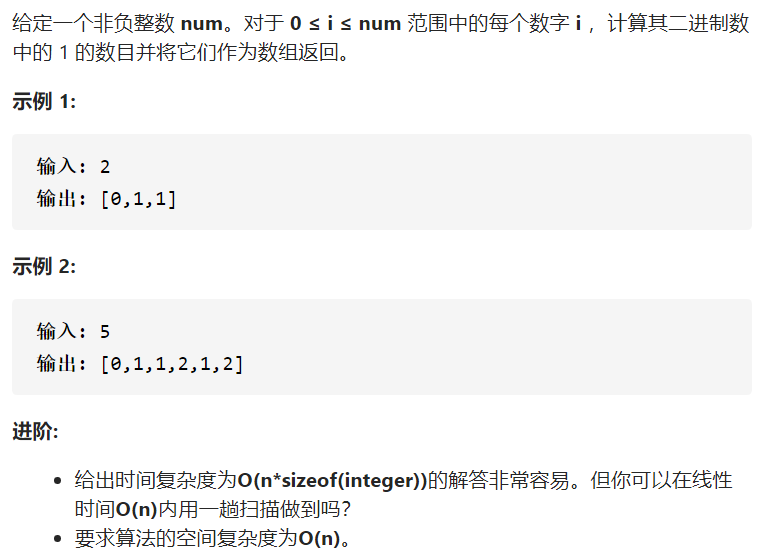 给定一个非负整数 num。对于 0 ≤ i ≤ num 范围中的每个数字 i ，计算其二进制数
中的 1 的数目并将它们作为数组返回。
示例 1:
输入: 2
输出: [0,1,1]
示例 2:
输入: 5
输出: [0,1,1,2,1,2]
进阶:
• 给出时间复杂度为O(n*sizeof(integer))的解答非常容易。但你可以在线性
时间O(n)内用一趟扫描做到吗？
• 要求算法的空间复杂度为O(n)。